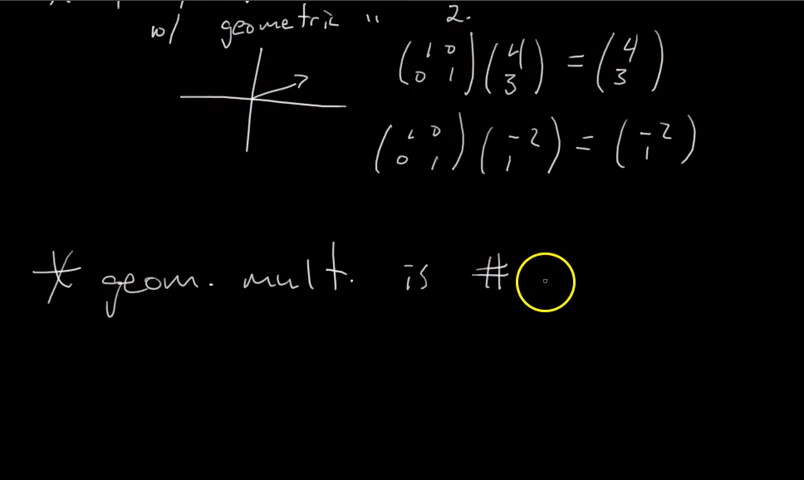 w/ geometric " 2.
(1 0 0 1)(4 3) = (4 3)
(1 0 0 1)(-2 1) = (-2 1)
* geom. mult. is #